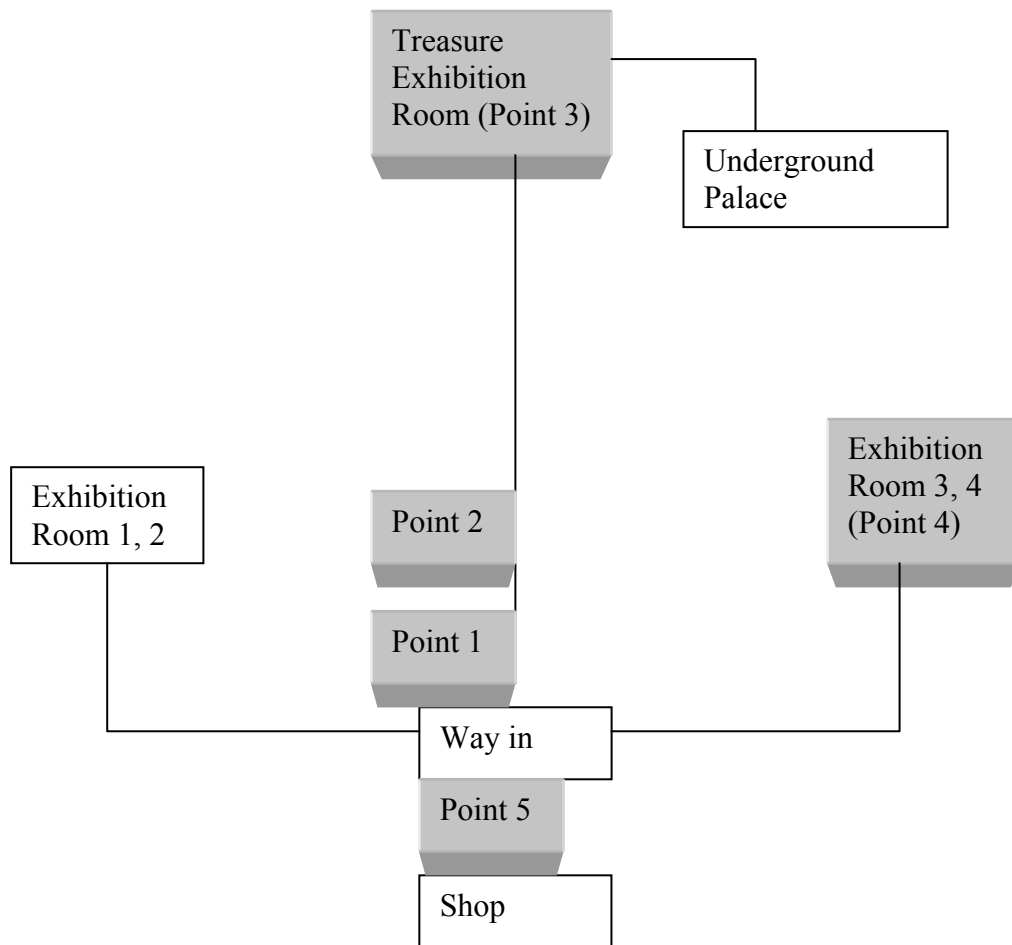 Treasure
Exhibition
Room (Point 3)
Underground
Palace
Exhibition
Room 3, 4
(Point 4)
Exhibition
Room 1, 2
Point 2
Point 1
Way in
Point 5
Shop